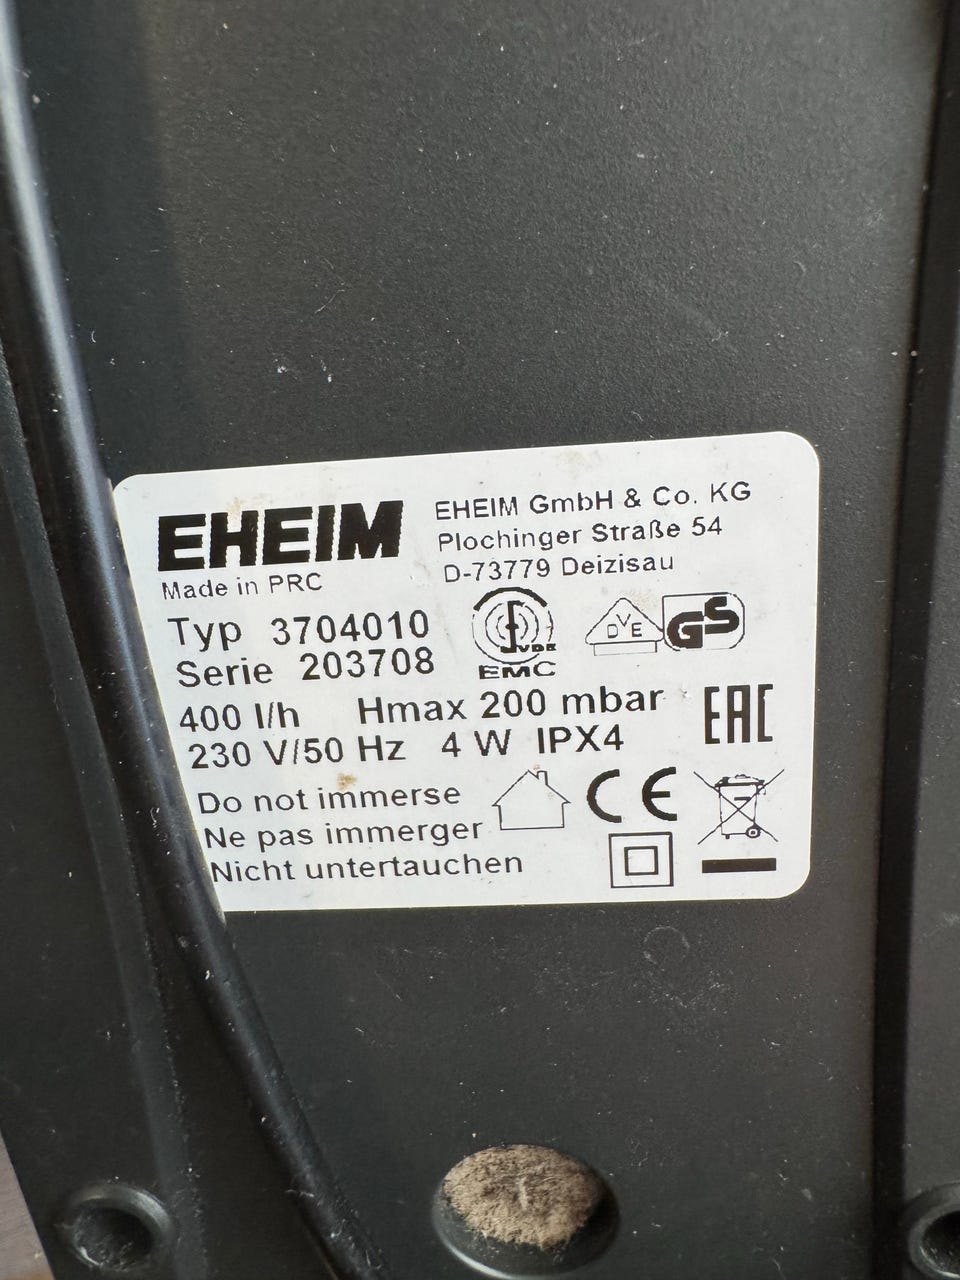 EHEIM
Made in PRC
EHEIM GmbH & Co. KG
Plochinger Straße 54
D-73779 Deizisau
Typ 3704010
Serie 203708
VDE
EMC
DVE
GS
400 l/h Hmax 200 mbar
230 V/50 Hz 4 W IPX4
EAC
Do not immerse
Ne pas immerger
Nicht untertauchen
CE